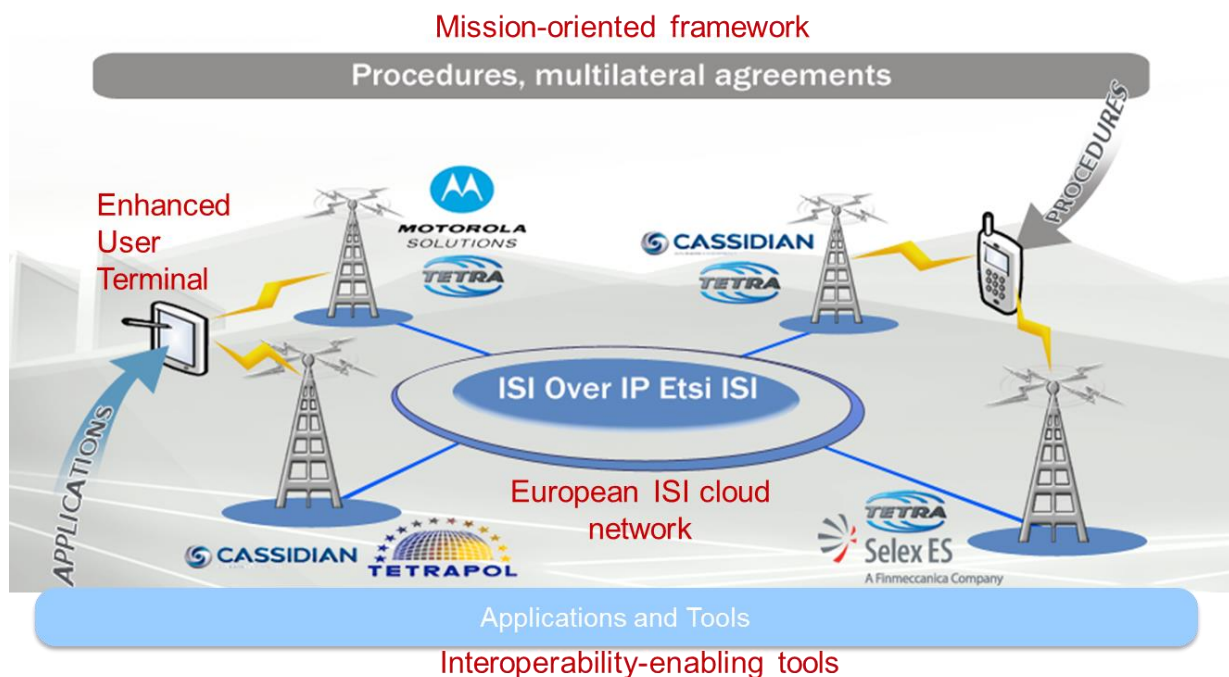 Mission-oriented framework
Procedures, multilateral agreements
PROCEDURES
Enhanced
User
Terminal
MOTOROLA
SOLUTIONS
TETRA
CASSIDIAN
TETRA
ISI Over IP Etsi ISI
European ISI cloud
network
APPLICATIONS
CASSIDIAN
TETRAPOL
TETRA
Selex ES
A Finmeccanica Company
Applications and Tools
Interoperability-enabling tools